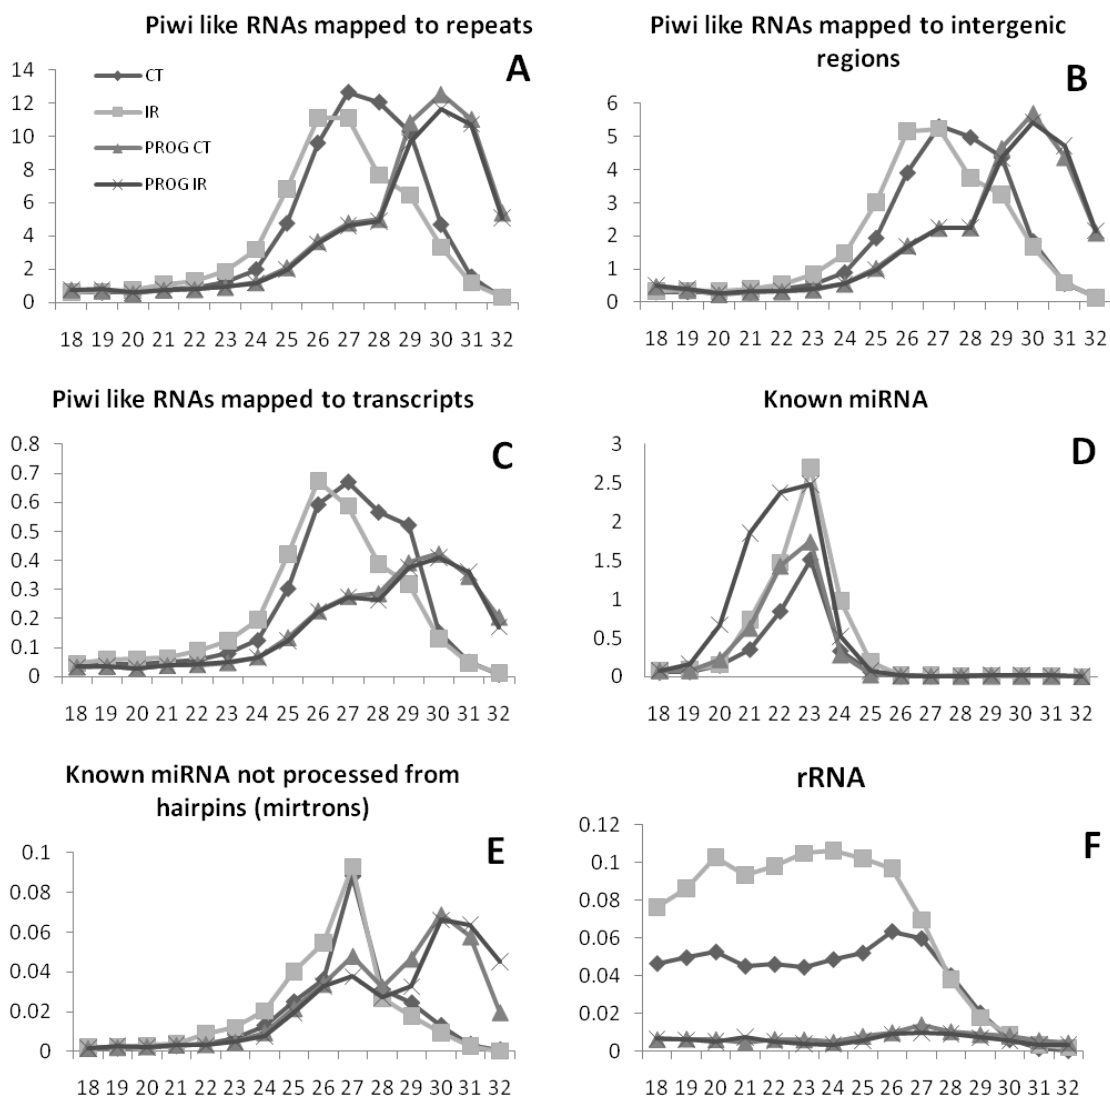 Piwi like RNAs mapped to repeats
A
14
12
10
8
6
4
2
0
CT
IR
PROG CT
PROG IR
18 19 20 21 22 23 24 25 26 27 28 29 30 31 32
Piwi like RNAs mapped to intergenic
regions
B
6
5
4
3
2
1
0
18 19 20 21 22 23 24 25 26 27 28 29 30 31 32
Piwi like RNAs mapped to transcripts
C
0.8
0.7
0.6
0.5
0.4
0.3
0.2
0.1
0
18 19 20 21 22 23 24 25 26 27 28 29 30 31 32
Known miRNA
D
3
2.5
2
1.5
1
0.5
0
18 19 20 21 22 23 24 25 26 27 28 29 30 31 32
Known miRNA not processed from
hairpins (mirtrons)
E
0.1
0.08
0.06
0.04
0.02
0
18 19 20 21 22 23 24 25 26 27 28 29 30 31 32
rRNA
F
0.12
0.1
0.08
0.06
0.04
0.02
0
18 19 20 21 22 23 24 25 26 27 28 29 30 31 32